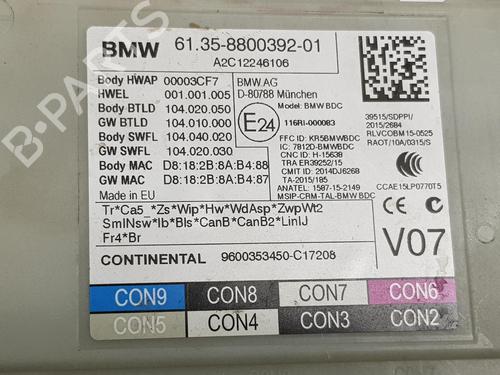 BMW 61.35-8800392-01
A2C12246106
Body HWAP 00003CF7
HWEL 001.001.005
Body BTLD 104.020.050
GW BTLD 104.010.000
Body SWFL 104.040.020
GW SWFL 104.020.030
Body MAC D8:18:2B:8A:B4:88
GW MAC D8:18:2B:8A:B4:87
Made in EU
BMW AG
D-80788 München
Model: BMW BDC
E24
116RI-000083
FCC ID: KR5BMWBDC
IC: 7812D-BMWBDC
CNC ID: H-15638
TRA ER39252/15
CMIT ID: 2014DJ6268
TA-2015/185
ANATEL: 1587-15-2149
MSIP-CRM-TAL-BMW BDC
39515/SDPPI/
2015/2684
RLVCOBM15-0525
RAOT/10A/0315/S
CCAE15LP0770T5
Tr*Ca5_*Zs*Wip*Hw*WdAsp*ZwpWt2
SmlNsw*Ib*Bls*CanB*CanB2*LinIJ
Fr4*Br
V07
CONTINENTAL 9600353450-C17208
CON9 CON8 CON7 CON6
CON5 CON4 CON3 CON2